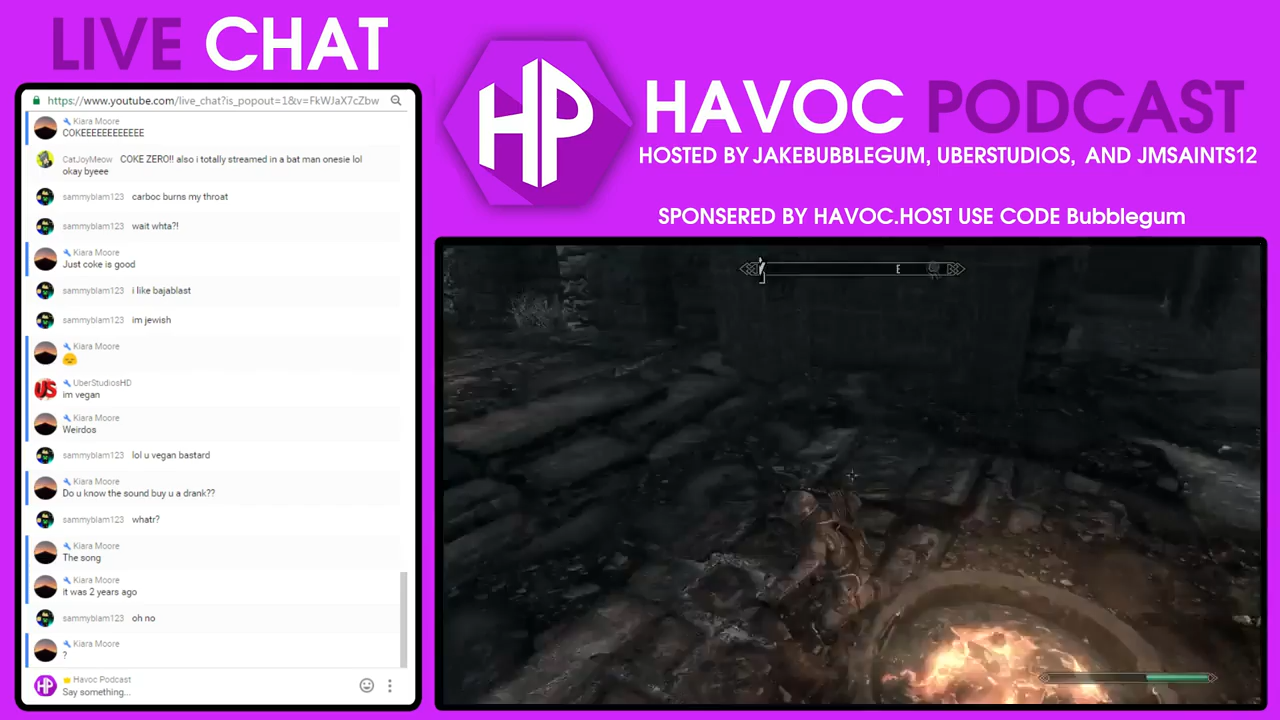 LIVE CHAT
https://www.youtube.com/live_chat?is_popout=1&v=FkWJaX7cZbw
Kiara Moore
COKEEEEEEEEEEEE
CatJoyMeow COKE ZERO!! also i totally streamed in a bat man onesie lol
okay byeee
sammyblam123 carboc burns my throat
sammyblam123 wait whta?!
Kiara Moore
Just coke is good
sammyblam123 i like bajablast
sammyblam123 im jewish
Kiara Moore
UberStudiosHD
im vegan
Kiara Moore
Weirdos
sammyblam123 lol u vegan bastard
Kiara Moore
Do u know the sound buy u a drank??
sammyblam123 whatr?
Kiara Moore
The song
Kiara Moore
it was 2 years ago
sammyblam123 oh no
Kiara Moore
?
HP Havoc Podcast
Say something...
HP
HAVOC PODCAST
HOSTED BY JAKEBUBBLEGUM, UBERSTUDIOS, AND JMSAINTS12
SPONSERED BY HAVOC.HOST USE CODE Bubblegum
E